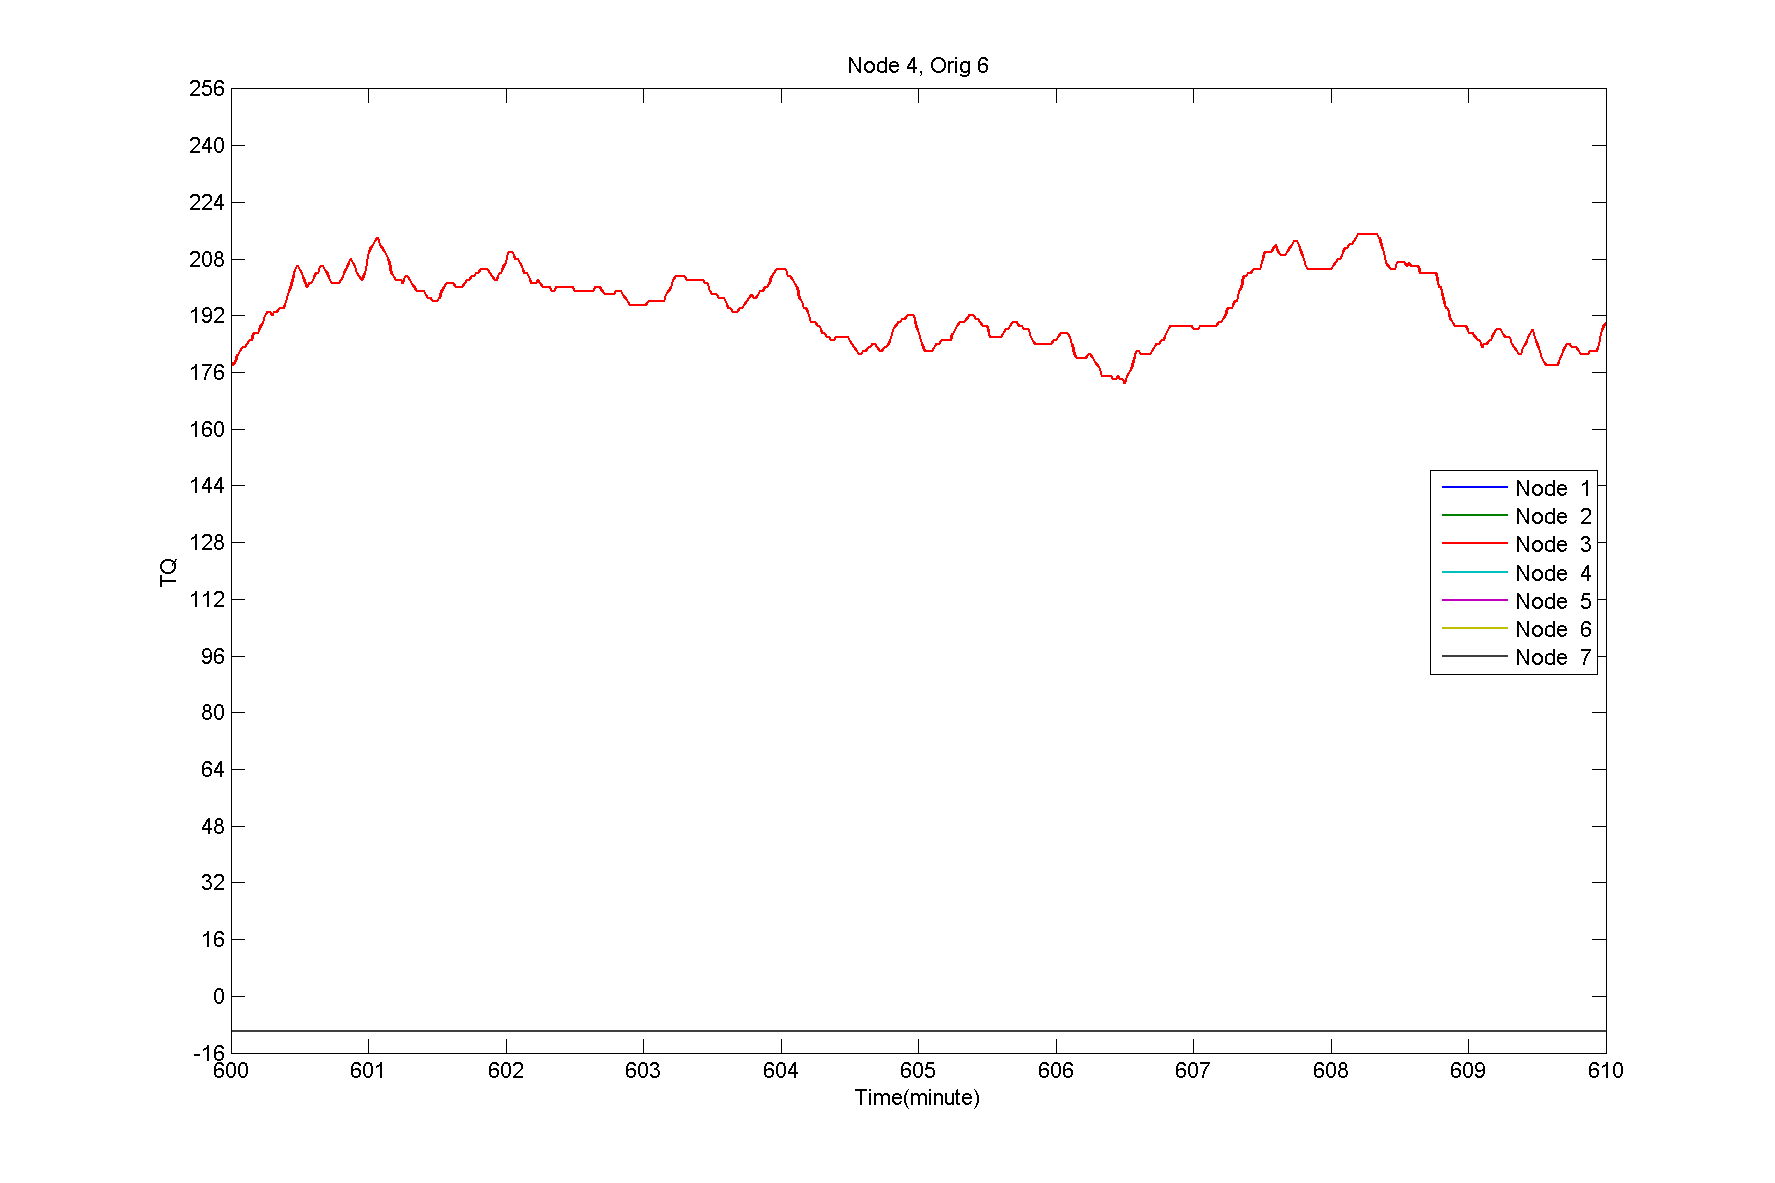 Node 4, Orig 6
256
240
224
208
192
176
160
144
128
112
96
80
64
48
32
16
0
-16
TQ
Node 1
Node 2
Node 3
Node 4
Node 5
Node 6
Node 7
600 601 602 603 604 605 606 607 608 609 610
Time(minute)